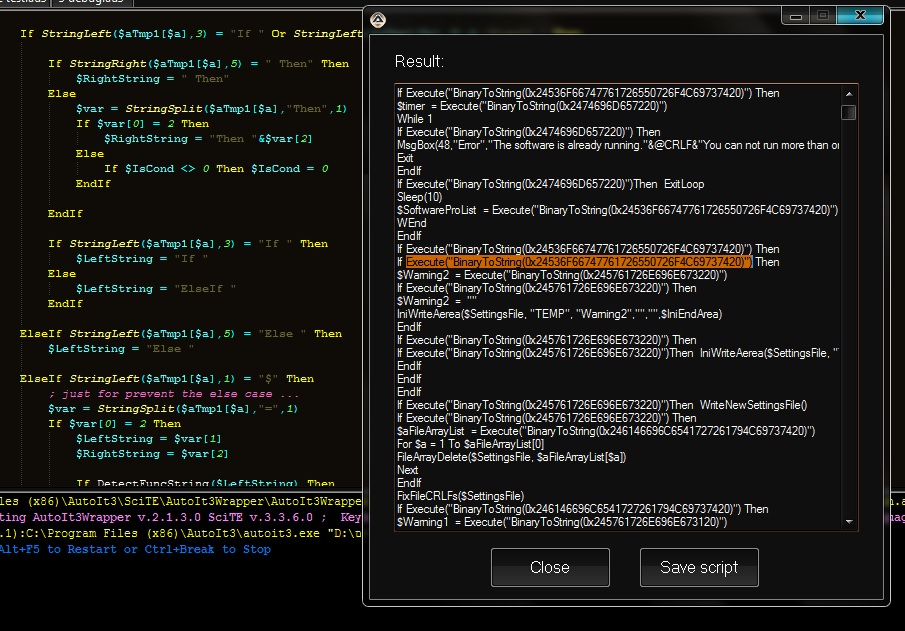 If StringLeft($aTmp1[$a],3) = "If " Or StringLeft
If StringRight($aTmp1[$a],5) = " Then" Then
$RightString = " Then"
Else
$var = StringSplit($aTmp1[$a],"Then",1)
If $var[0] = 2 Then
$RightString = "Then "&$var[2]
Else
If $IsCond <> 0 Then $IsCond = 0
EndIf
EndIf
If StringLeft($aTmp1[$a],3) = "If " Then
$LeftString = "If "
Else
$LeftString = "ElseIf "
EndIf
ElseIf StringLeft($aTmp1[$a],5) = "Else " Then
$LeftString = "Else "
ElseIf StringLeft($aTmp1[$a],1) = "$" Then
; just for prevent the else case ...
$var = StringSplit($aTmp1[$a],"=",1)
If $var[0] = 2 Then
$LeftString = $var[1]
$RightString = $var[2]
If DetectFuncString($LeftString) Then
les (x86)\AutoIt3\SciTE\AutoIt3Wrapper\AutoIt3Wrappe
ting AutoIt3Wrapper v.2.1.3.0 SciTE v.3.3.6.0 ; Key
.1):C:\Program Files (x86)\AutoIt3\autoit3.exe "D:\
Alt+F5 to Restart or Ctrl+Break to Stop
Result:
If Execute("BinaryToString(0x24536F66747761726550726F4C69737420)") Then
$timer = Execute("BinaryToString(0x2474696D657220)")
While 1
If Execute("BinaryToString(0x2474696D657220)") Then
MsgBox(48,"Error","The software is already running."&@CRLF&"You can not run more than o
Exit
EndIf
If Execute("BinaryToString(0x2474696D657220)")Then ExitLoop
Sleep(10)
$SoftwareProList = Execute("BinaryToString(0x24536F66747761726550726F4C69737420)")
WEnd
EndIf
If Execute("BinaryToString(0x24536F66747761726550726F4C69737420)") Then
If Execute("BinaryToString(0x24536F66747761726550726F4C69737420)") Then
$Warning2 = Execute("BinaryToString(0x245761726E696E673220)")
If Execute("BinaryToString(0x245761726E696E673220)") Then
$Warning2 = ""
IniWriteAerea($SettingsFile, "TEMP", "Warning2","","",$IniEndArea)
EndIf
If Execute("BinaryToString(0x245761726E696E673220)") Then
If Execute("BinaryToString(0x245761726E696E673220)")Then IniWriteAerea($SettingsFile, "
EndIf
EndIf
EndIf
If Execute("BinaryToString(0x245761726E696E673220)")Then WriteNewSettingsFile()
If Execute("BinaryToString(0x245761726E696E673220)") Then
$aFileArrayList = Execute("BinaryToString(0x246146696C6541727261794C69737420)")
For $a = 1 To $aFileArrayList[0]
FileArrayDelete($SettingsFile, $aFileArrayList[$a])
Next
EndIf
FixFileCRLFs($SettingsFile)
If Execute("BinaryToString(0x246146696C6541727261794C69737420)") Then
$Warning1 = Execute("BinaryToString(0x245761726E696E673120)")
Close
Save script